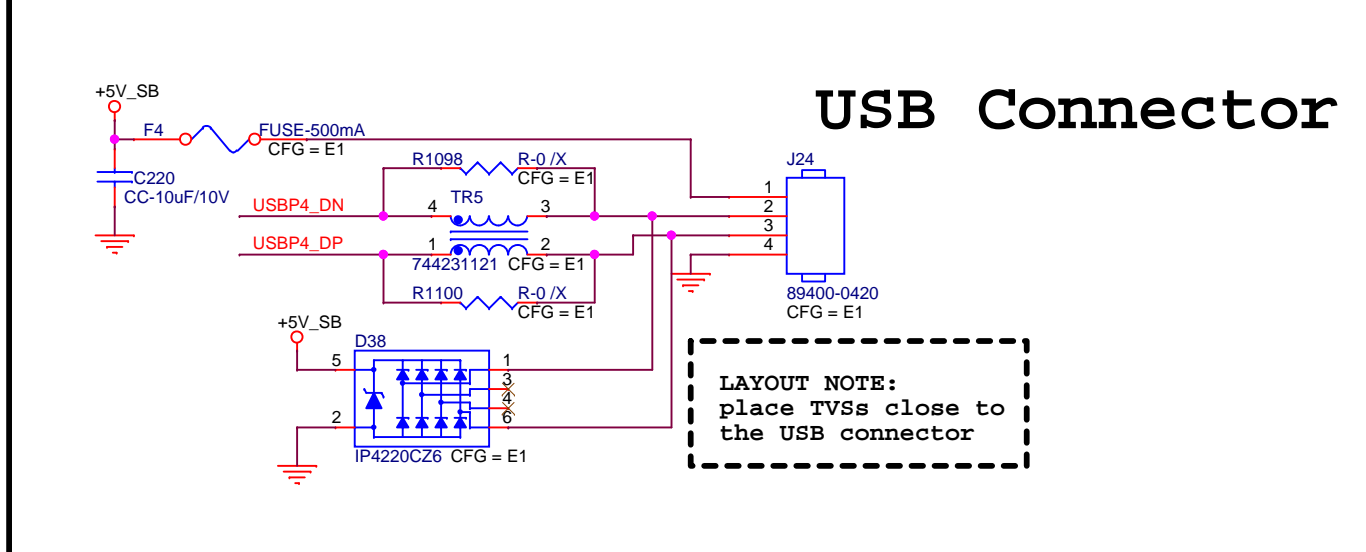 USB Connector
+5V_SB
F4
FUSE-500mA
CFG = E1
C220
CC-10uF/10V
R1098
R-0 /X
CFG = E1
J24
1
2
3
4
USBP4_DN
4
TR5
3
USBP4_DP
1
2
744231121
CFG = E1
R1100
R-0 /X
CFG = E1
89400-0420
CFG = E1
+5V_SB
D38
5
2
1
3
4
6
IP4220CZ6
CFG = E1
LAYOUT NOTE:
place TVSs close to
the USB connector